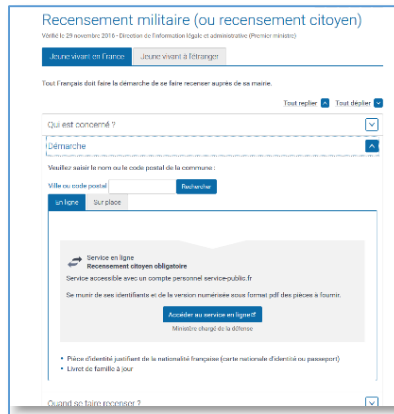 Recensement militaire (ou recensement citoyen)
Vérifié le 29 novembre 2016 - Direction de l'information légale et administrative (Premier ministre)
Jeune vivant en France
Jeune vivant à l'étranger
Tout Français doit faire la démarche de se faire recenser auprès de sa mairie.
Tout replier Tout déplier
Qui est concerné ?
Démarche
Veuillez saisir le nom ou le code postal de la commune :
Ville ou code postal Rechercher
En ligne Sur place
Service en ligne
Recensement citoyen obligatoire
Service accessible avec un compte personnel service-public.fr
Se munir de ses identifiants et de la version numérisée sous format pdf des pièces à fournir.
Accéder au service en ligne
Ministère chargé de la défense
• Pièce d'identité justifiant de la nationalité française (carte nationale d'identité ou passeport)
• Livret de famille à jour
Quand se faire recenser ?